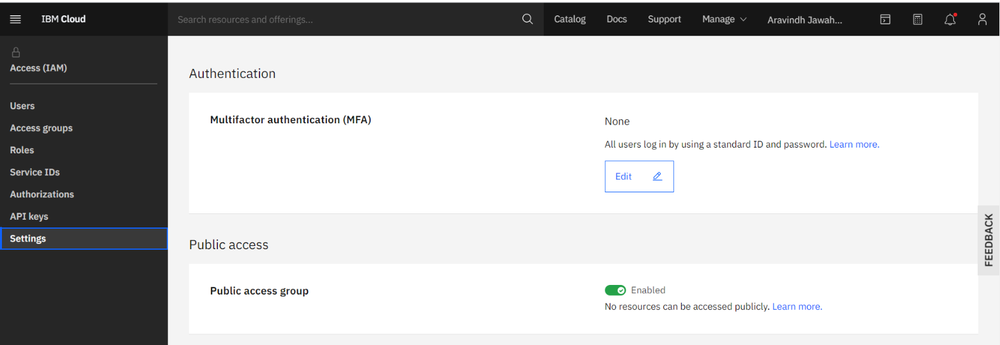 IBM Cloud
Search resources and offerings...
Catalog
Docs
Support
Manage
Aravindh Jawah...
Access (IAM)
Users
Access groups
Roles
Service IDs
Authorizations
API keys
Settings
Authentication
Multifactor authentication (MFA)
None
All users log in by using a standard ID and password. Learn more.
Edit
Public access
Public access group
Enabled
No resources can be accessed publicly. Learn more.
FEEDBACK